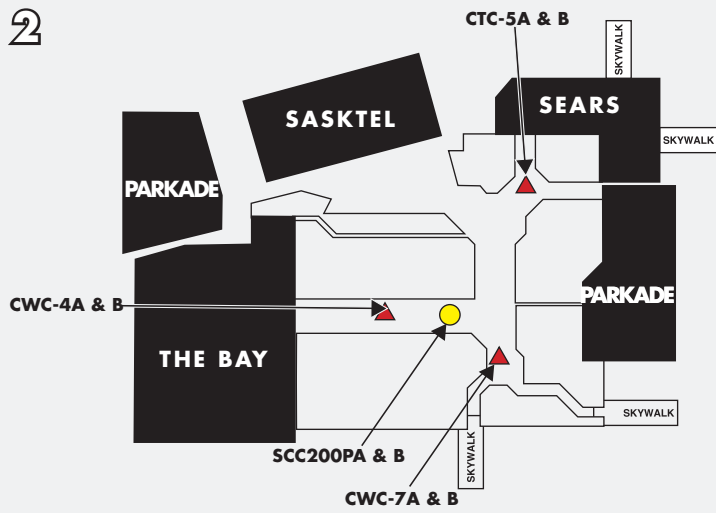 2
CTC-5A & B
SKYWALK
SEARS
SASKTEL
SKYWALK
PARKADE
PARKADE
CWC-4A & B
THE BAY
SKYWALK
SCC200PA & B
SKYWALK
CWC-7A & B